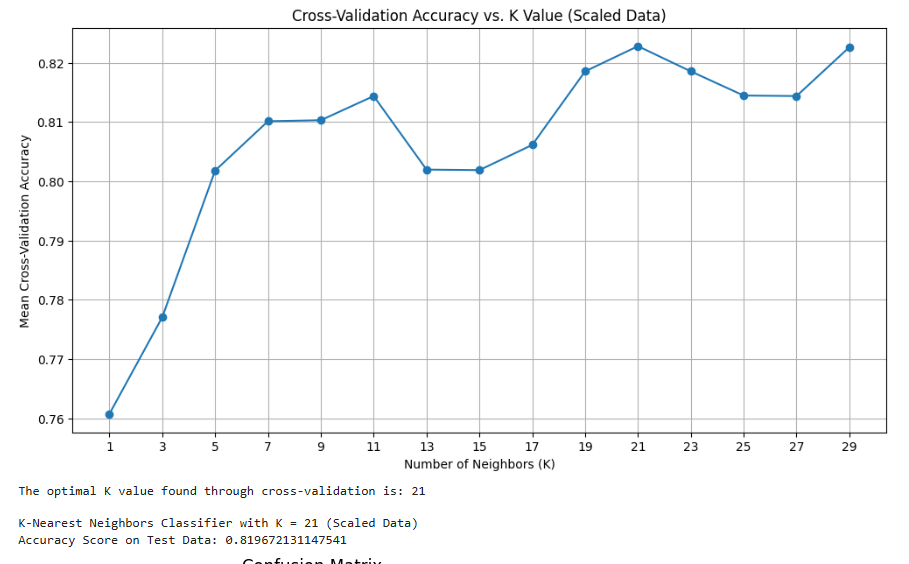 Cross-Validation Accuracy vs. K Value (Scaled Data)
Mean Cross-Validation Accuracy
0.82
0.81
0.80
0.79
0.78
0.77
0.76
1 3 5 7 9 11 13 15 17 19 21 23 25 27 29
Number of Neighbors (K)
The optimal K value found through cross-validation is: 21
K-Nearest Neighbors Classifier with K = 21 (Scaled Data)
Accuracy Score on Test Data: 0.819672131147541
Confusion Matrix